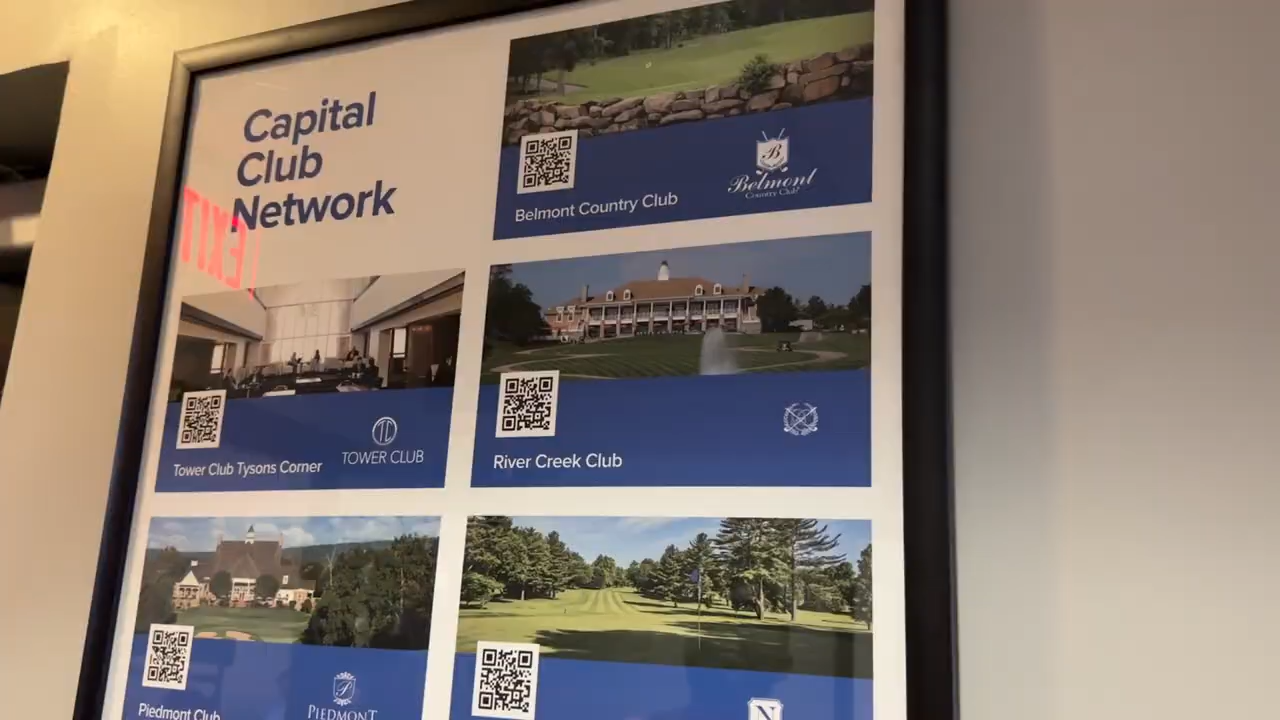 Capital
Club
Network
EXIT
Belmont Country Club
B
Belmont
Country Club
Tower Club Tysons Corner
TC
TOWER CLUB
River Creek Club
Piedmont Club
P
PIEDMONT
N